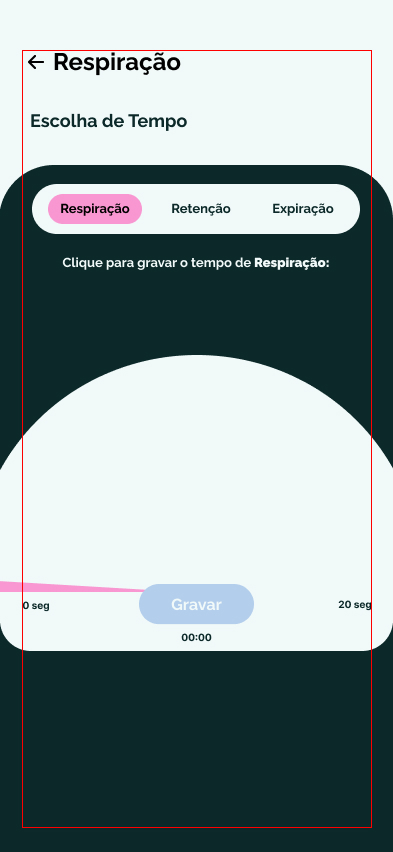 Respiração
Escolha de Tempo
Respiração Retenção Expiração
Clique para gravar o tempo de Respiração:
Gravar
0 seg 20 seg
00:00